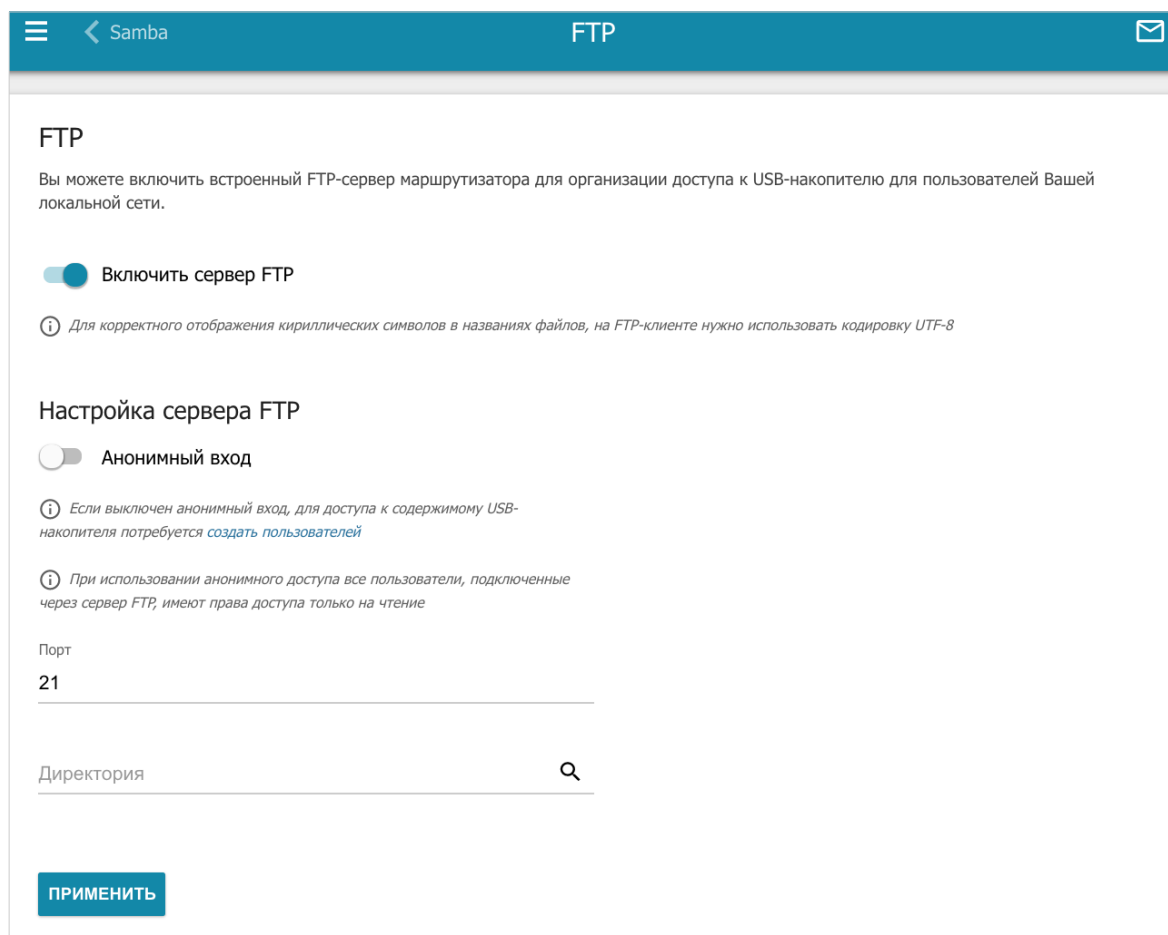 Samba
FTP
FTP
Вы можете включить встроенный FTP-сервер маршрутизатора для организации доступа к USB-накопителю для пользователей Вашей
локальной сети.
Включить сервер FTP
Для корректного отображения кириллических символов в названиях файлов, на FTP-клиенте нужно использовать кодировку UTF-8
Настройка сервера FTP
Анонимный вход
Если выключен анонимный вход, для доступа к содержимому USB-
накопителя потребуется создать пользователей
При использовании анонимного доступа все пользователи, подключенные
через сервер FTP, имеют права доступа только на чтение
Порт
21
Директория
ПРИМЕНИТЬ